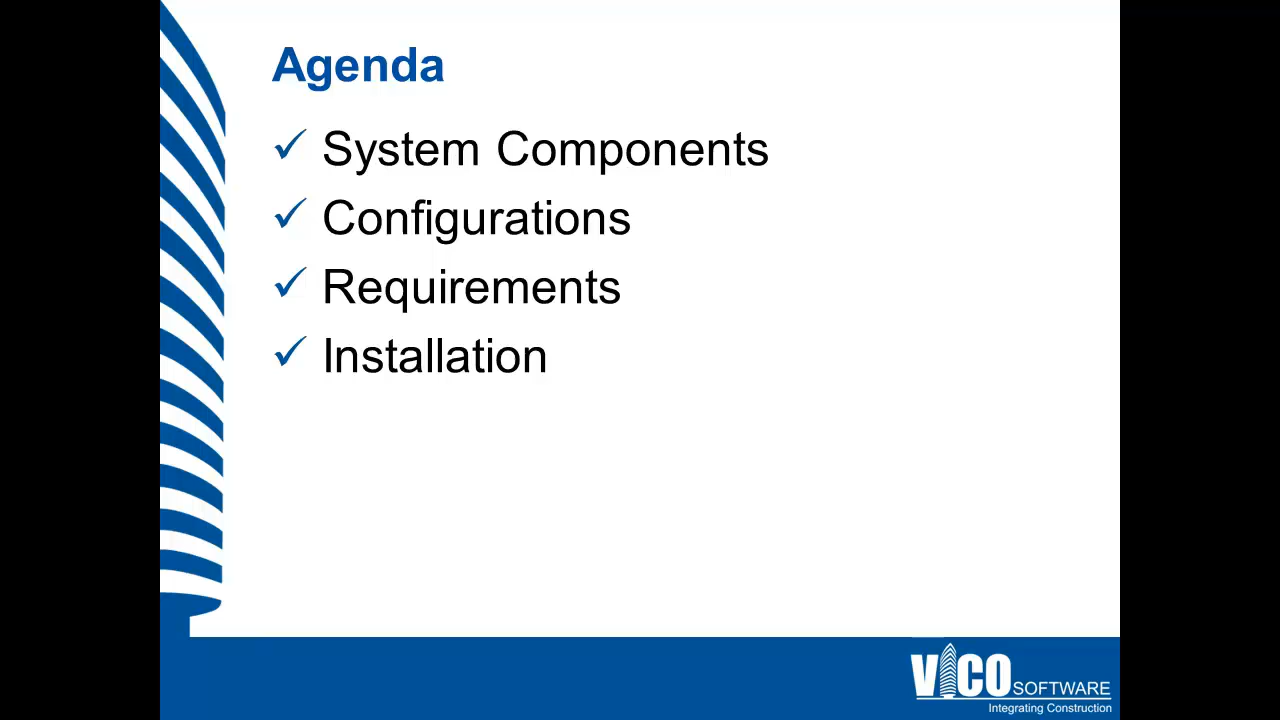 Agenda
✓ System Components
✓ Configurations
✓ Requirements
✓ Installation
VICO SOFTWARE
Integrating Construction